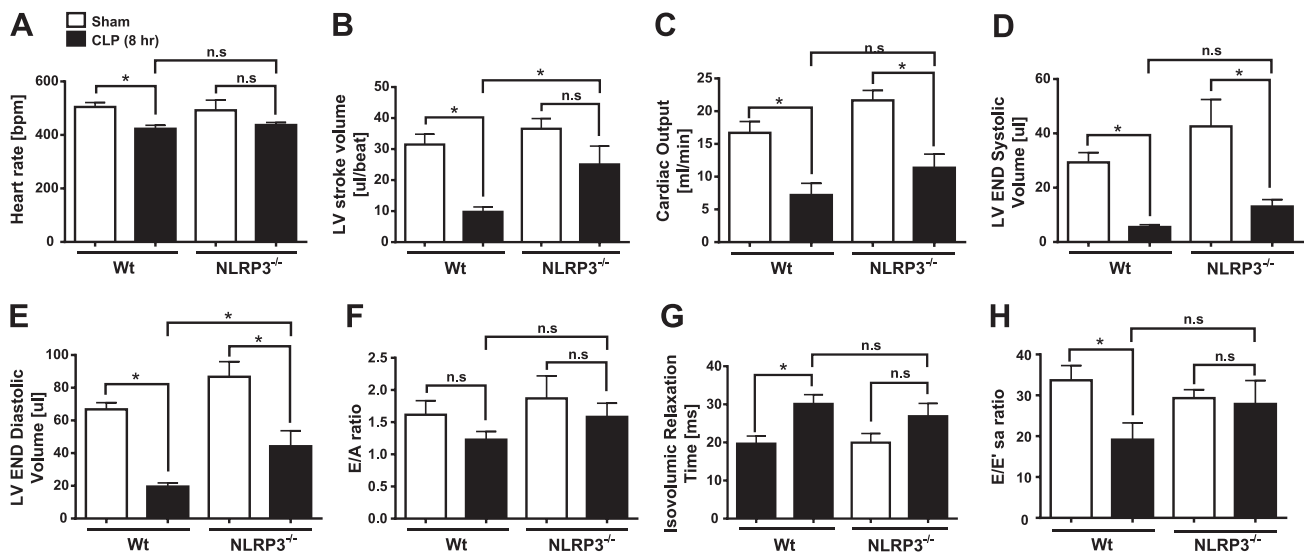 A
Sham
CLP (8 hr)
Heart rate [bpm]
600
400
200
0
*
n.s
n.s
Wt
NLRP3-/-
B
LV stroke volume
[ul/beat]
50
40
30
20
10
0
*
*
n.s
Wt
NLRP3-/-
C
Cardiac Output
[ml/min]
25
20
15
10
5
0
*
n.s
*
Wt
NLRP3-/-
D
LV END Systolic
Volume [ul]
60
40
20
0
*
n.s
*
Wt
NLRP3-/-
E
LV END Diastolic
Volume [ul]
100
80
60
40
20
0
*
*
*
Wt
NLRP3-/-
F
E/A ratio
2.5
2.0
1.5
1.0
0.5
0.0
n.s
n.s
n.s
Wt
NLRP3-/-
G
Isovolumic Relaxation
Time [ms]
40
30
20
10
0
*
n.s
n.s
Wt
NLRP3-/-
H
E/E' sa ratio
40
30
20
10
0
*
n.s
n.s
Wt
NLRP3-/-